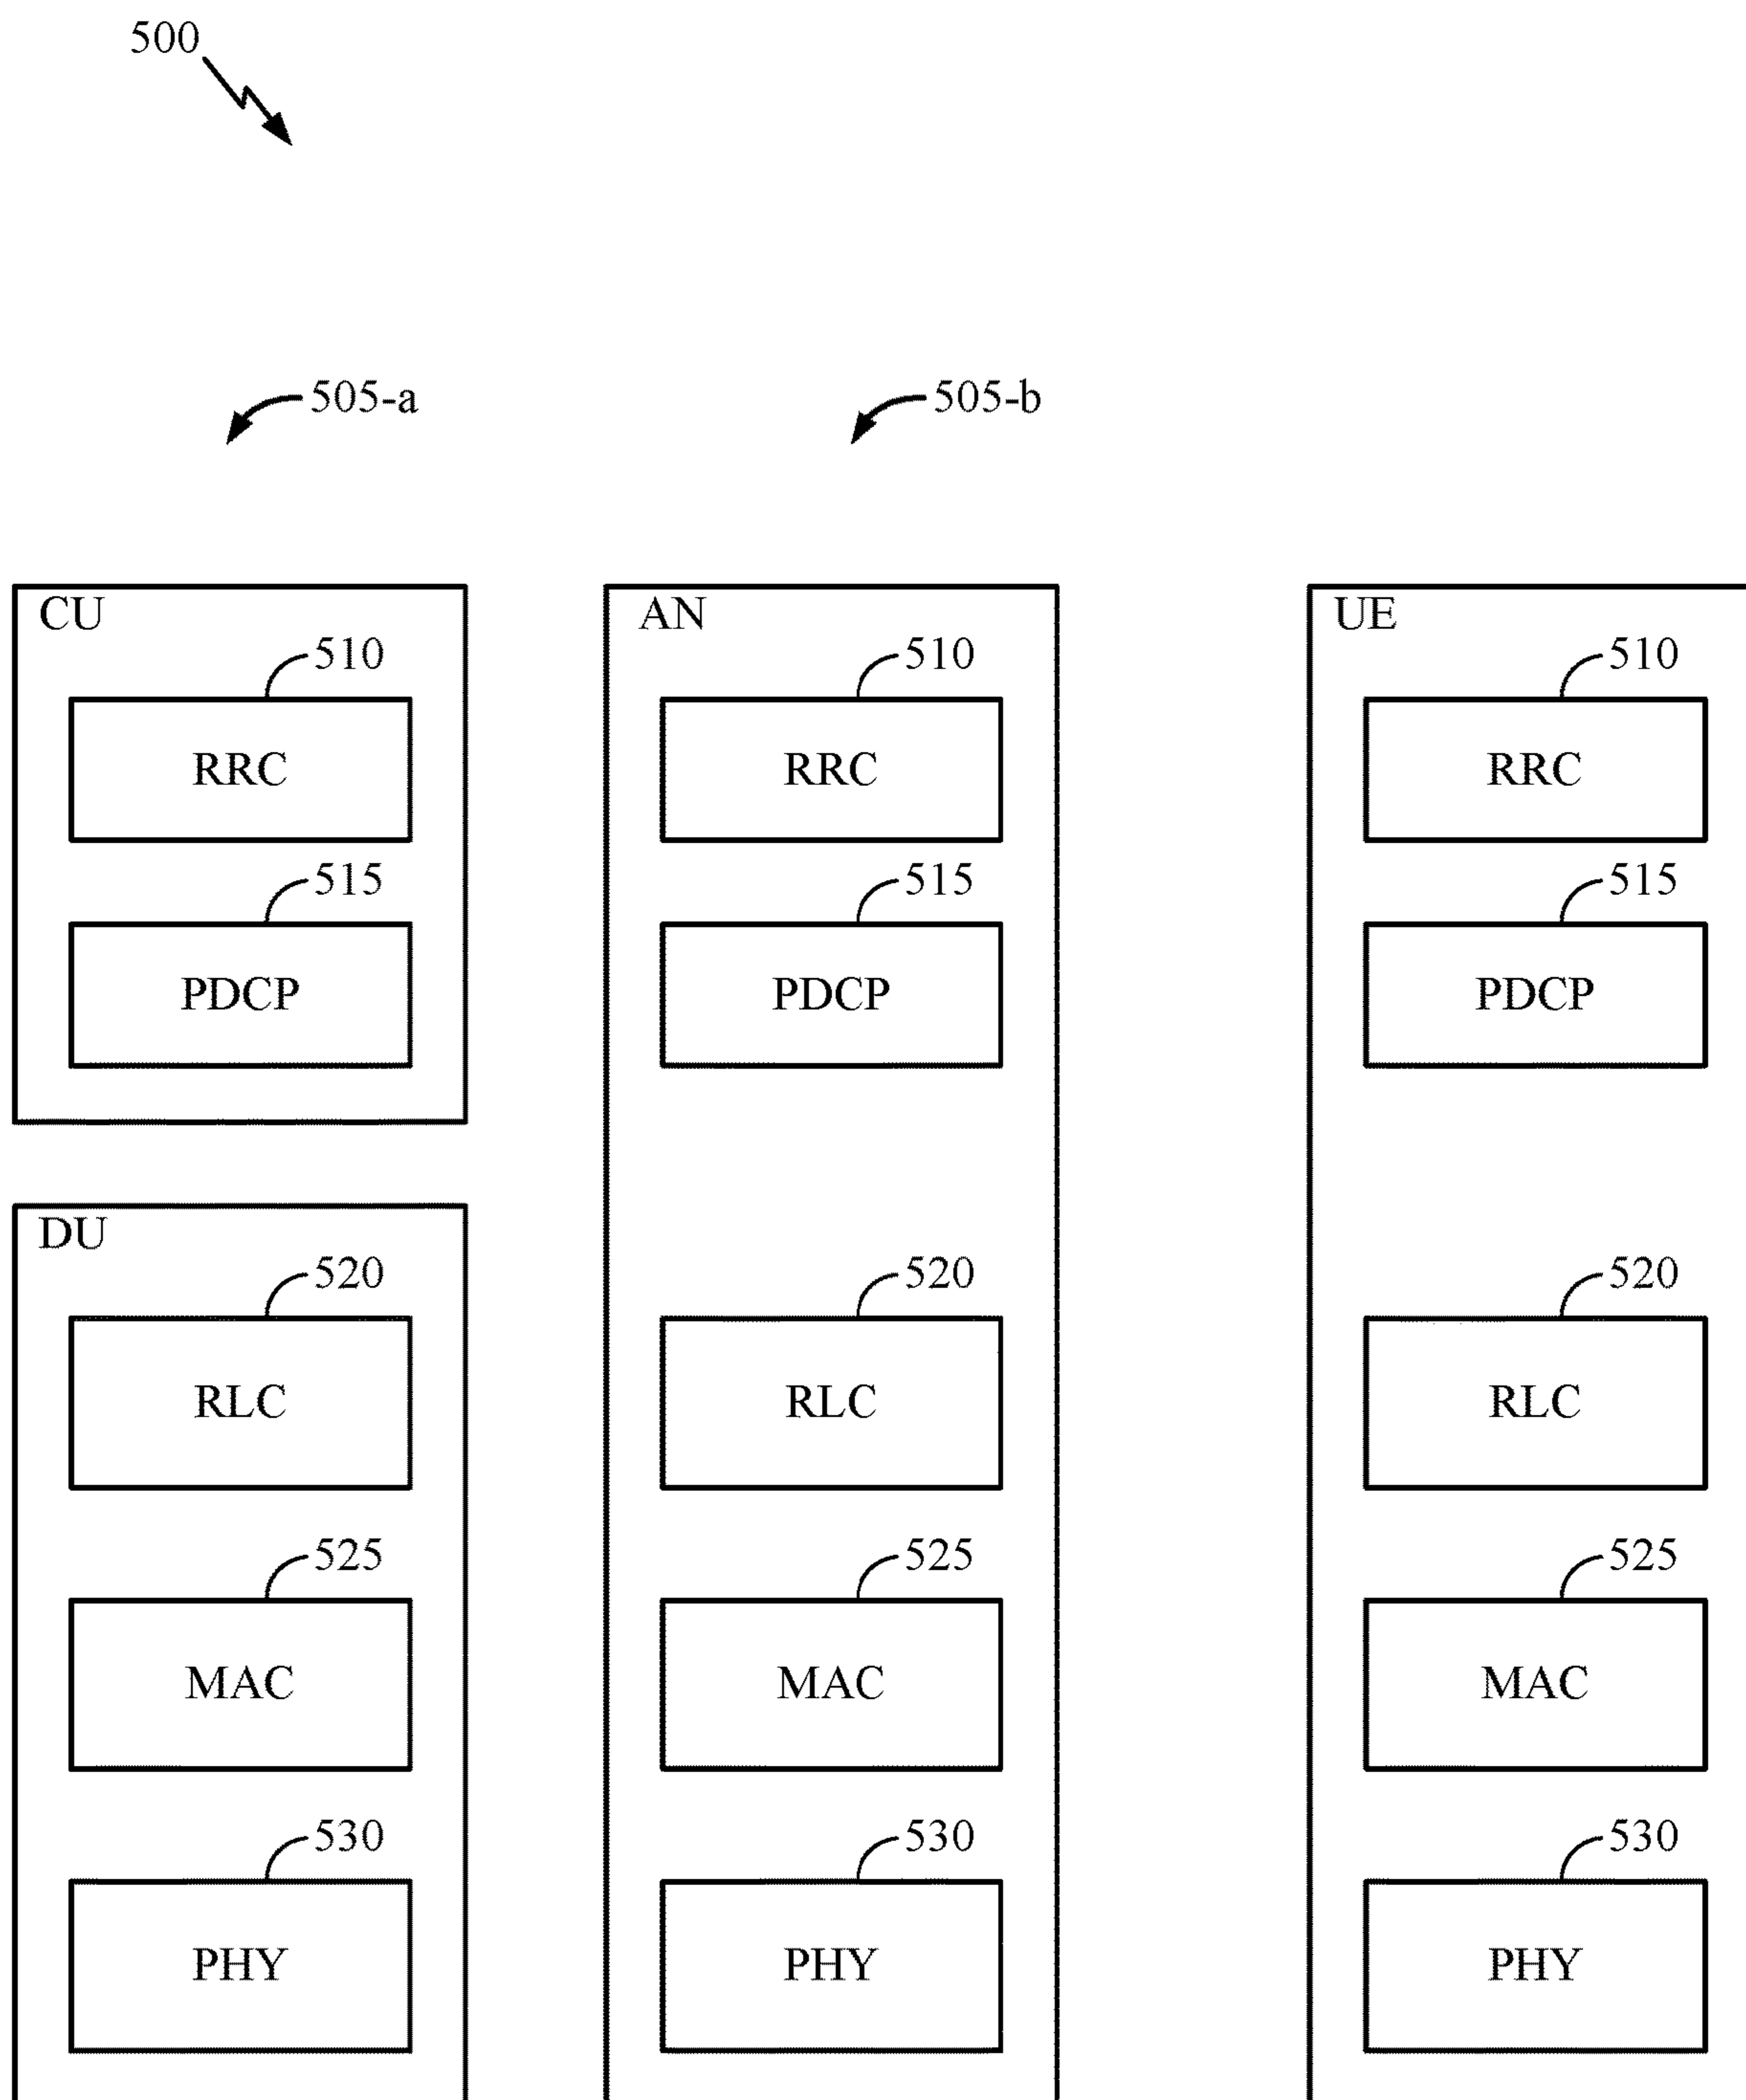 500
505-a 505-b
CU AN UE
510 510 510
RRC RRC RRC
515 515 515
PDCP PDCP PDCP
DU
520 520 520
RLC RLC RLC
525 525 525
MAC MAC MAC
530 530 530
PHY PHY PHY